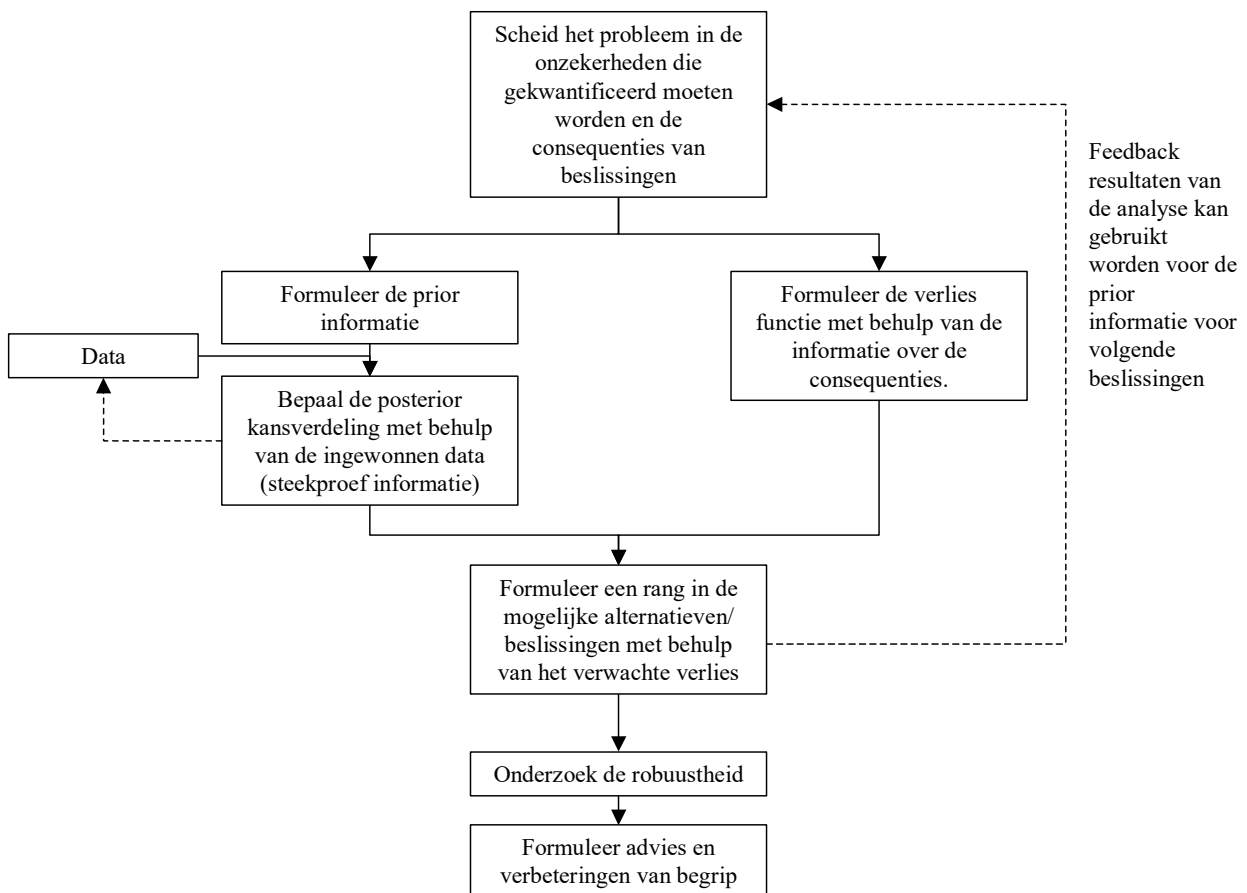 Scheid het probleem in de
onzekerheden die
gekwantificeerd moeten
worden en de
consequenties van
beslissingen
Feedback
resultaten van
de analyse kan
gebruikt
worden voor de
prior
informatie voor
volgende
beslissingen
Formuleer de prior
informatie
Formuleer de verlies
functie met behulp van de
informatie over de
consequenties.
Data
Bepaal de posterior
kansverdeling met behulp
van de ingewonnen data
(steekproef informatie)
Formuleer een rang in de
mogelijke alternatieven/
beslissingen met behulp
van het verwachte verlies
Onderzoek de robuustheid
Formuleer advies en
verbeteringen van begrip